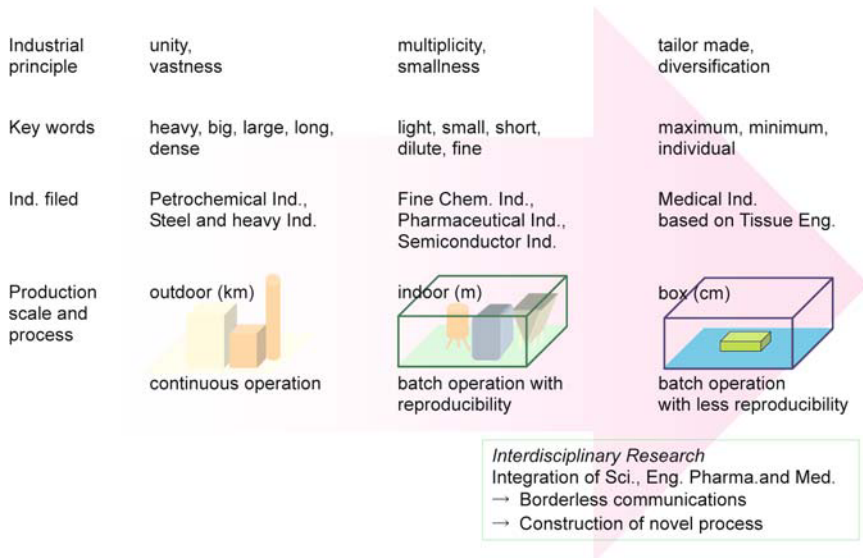 Industrial principle
unity, vastness
multiplicity, smallness
tailor made, diversification
Key words
heavy, big, large, long, dense
light, small, short, dilute, fine
maximum, minimum, individual
Ind. filed
Petrochemical Ind.,
Steel and heavy Ind.
Fine Chem. Ind.,
Pharmaceutical Ind.,
Semiconductor Ind.
Medical Ind.
based on Tissue Eng.
Production scale and process
outdoor (km)
indoor (m)
box (cm)
continuous operation
batch operation with reproducibility
batch operation
with less reproducibility
Interdisciplinary Research
Integration of Sci., Eng. Pharma.and Med.
→ Borderless communications
→ Construction of novel process